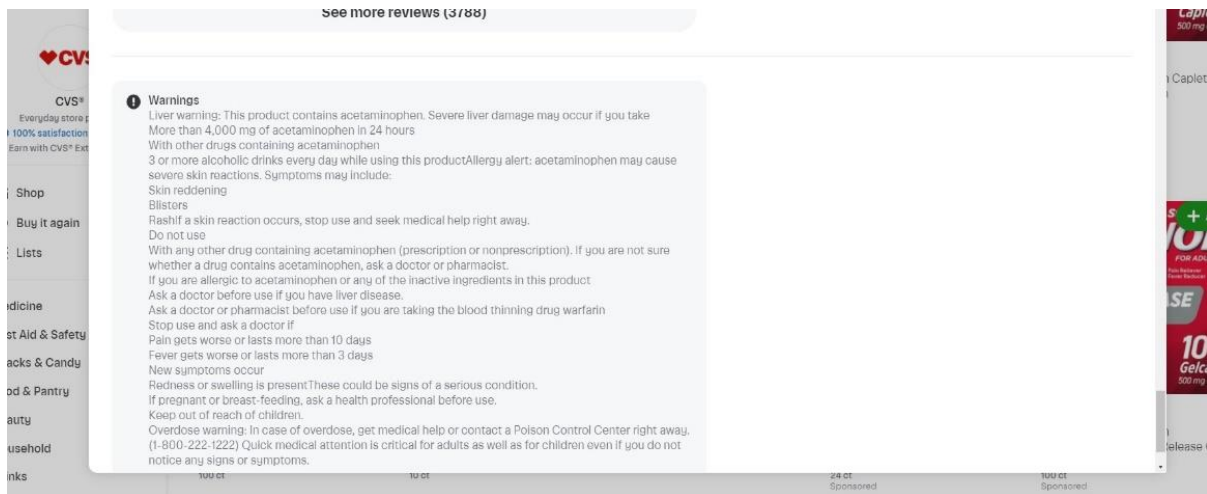 See more reviews (3788)
CVS®
Everyday store
100% satisfaction
Earn with CVS® Ext
Shop
Buy it again
Lists
st Aid & Safety
acks & Candy
od & Pantry
auty
usehold
inks
Warnings
Liver warning: This product contains acetaminophen. Severe liver damage may occur if you take
More than 4,000 mg of acetaminophen in 24 hours
With other drugs containing acetaminophen
3 or more alcoholic drinks every day while using this productAllergy alert: acetaminophen may cause
severe skin reactions. Symptoms may include:
Skin reddening
Blisters
RashIf a skin reaction occurs, stop use and seek medical help right away.
Do not use
With any other drug containing acetaminophen (prescription or nonprescription). If you are not sure
whether a drug contains acetaminophen, ask a doctor or pharmacist.
If you are allergic to acetaminophen or any of the inactive ingredients in this product
Ask a doctor before use if you have liver disease.
Ask a doctor or pharmacist before use if you are taking the blood thinning drug warfarin
Stop use and ask a doctor if
Pain gets worse or lasts more than 10 days
Fever gets worse or lasts more than 3 days
New symptoms occur
Redness or swelling is presentThese could be signs of a serious condition.
If pregnant or breast-feeding, ask a health professional before use.
Keep out of reach of children.
Overdose warning: In case of overdose, get medical help or contact a Poison Control Center right away.
(1-800-222-1222) Quick medical attention is critical for adults as well as for children even if you do not
notice any signs or symptoms.
100 ct
10 ct
24 ct
Sponsored
100 ct
Sponsored
Caple
500 mg
Caplet
FOR ADU
Pain Reliever
Fever Reducer
ASE
10
Gelca
500 mg
elease